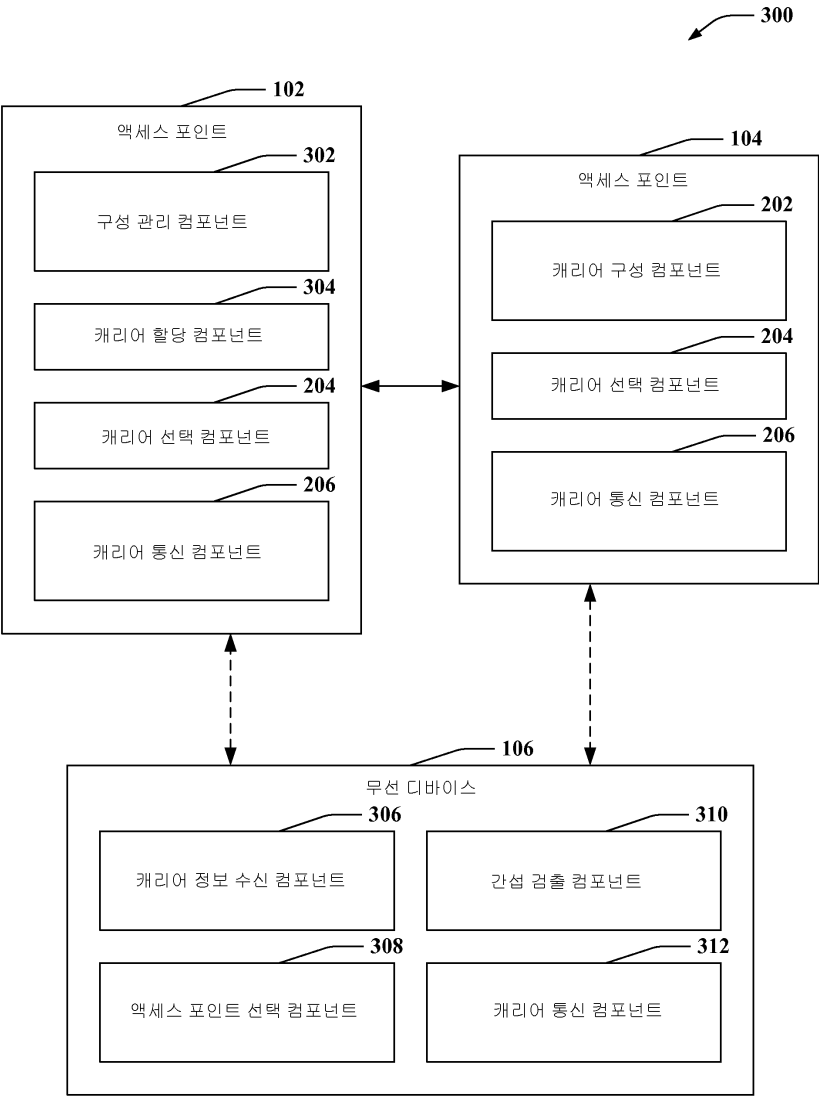 300
102
액세스 포인트
302
구성 관리 컴포넌트
304
캐리어 할당 컴포넌트
204
캐리어 선택 컴포넌트
206
캐리어 통신 컴포넌트
104
액세스 포인트
202
캐리어 구성 컴포넌트
204
캐리어 선택 컴포넌트
206
캐리어 통신 컴포넌트
106
무선 디바이스
306
캐리어 정보 수신 컴포넌트
310
간섭 검출 컴포넌트
308
액세스 포인트 선택 컴포넌트
312
캐리어 통신 컴포넌트